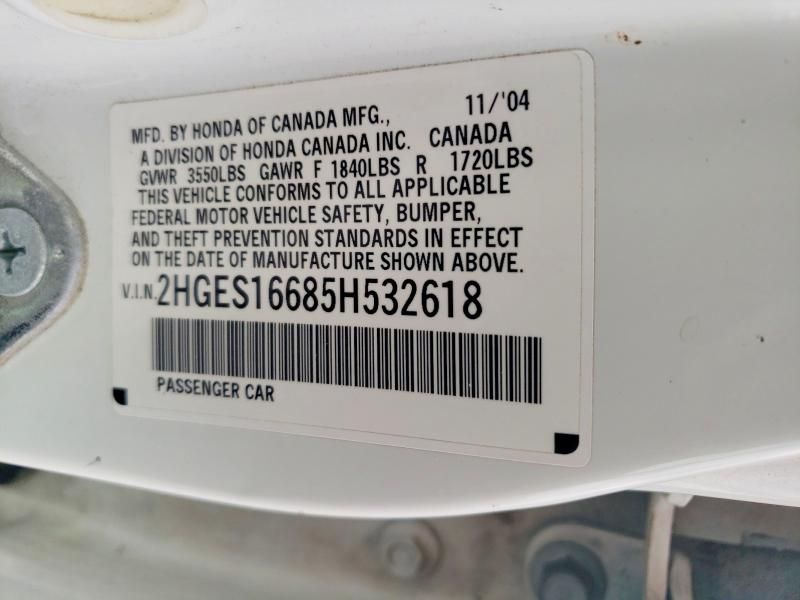 MFD. BY HONDA OF CANADA MFG., 11/'04
A DIVISION OF HONDA CANADA INC. CANADA
GVWR 3550LBS GAWR F 1840LBS R 1720LBS
THIS VEHICLE CONFORMS TO ALL APPLICABLE
FEDERAL MOTOR VEHICLE SAFETY, BUMPER,
AND THEFT PREVENTION STANDARDS IN EFFECT
ON THE DATE OF MANUFACTURE SHOWN ABOVE.
V.I.N. 2HGES16685H532618
PASSENGER CAR